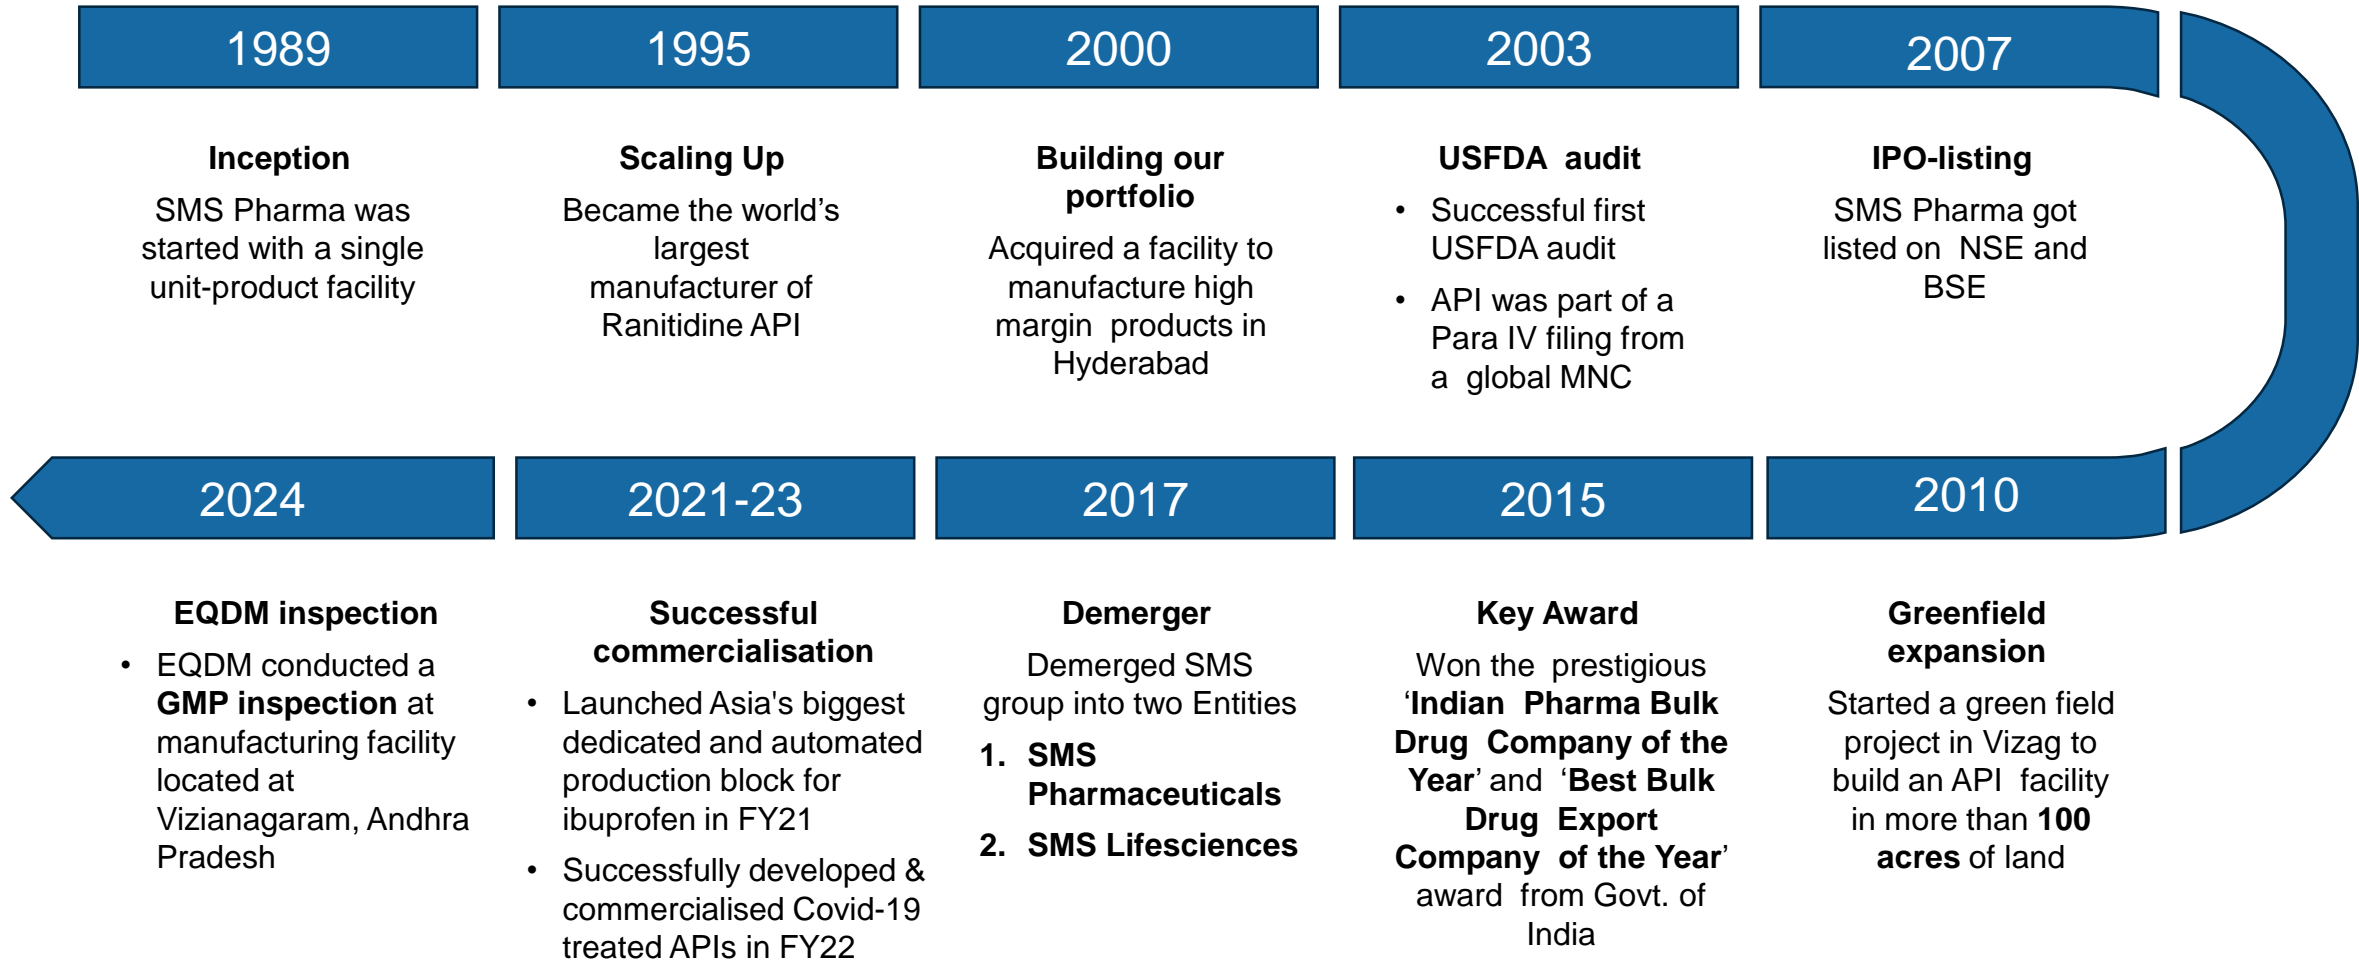 1989
Inception
SMS Pharma was
started with a single
unit-product facility
1995
Scaling Up
Became the world’s
largest
manufacturer of
Ranitidine API
2000
Building our
portfolio
Acquired a facility to
manufacture high
margin products in
Hyderabad
2003
USFDA audit
• Successful first
USFDA audit
• API was part of a
Para IV filing from
a global MNC
2007
IPO-listing
SMS Pharma got
listed on NSE and
BSE
2010
Greenfield
expansion
Started a green field
project in Vizag to
build an API facility
in more than 100
acres of land
2015
Key Award
Won the prestigious
‘Indian Pharma Bulk
Drug Company of the
Year’ and ‘Best Bulk
Drug Export
Company of the Year’
award from Govt. of
India
2017
Demerger
Demerged SMS
group into two Entities
1. SMS
Pharmaceuticals
2. SMS Lifesciences
2021-23
Successful
commercialisation
• Launched Asia's biggest
dedicated and automated
production block for
ibuprofen in FY21
• Successfully developed &
commercialised Covid-19
treated APIs in FY22
2024
EQDM inspection
• EQDM conducted a
GMP inspection at
manufacturing facility
located at
Vizianagaram, Andhra
Pradesh